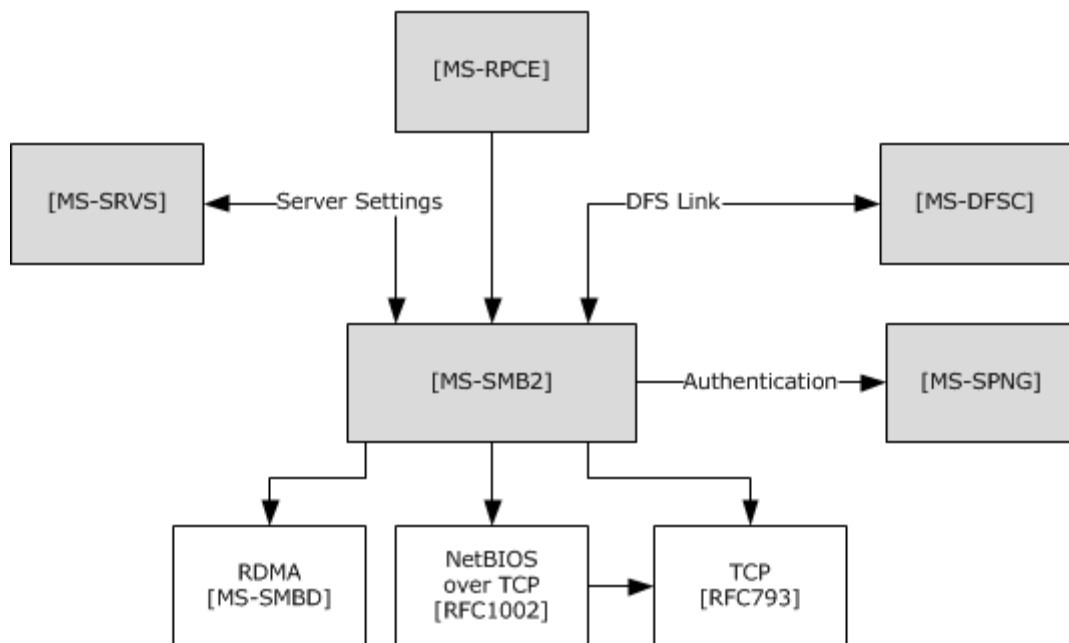 [MS-RPCE]
[MS-SRVS]
Server Settings
DFS Link
[MS-DFSC]
[MS-SMB2]
Authentication
[MS-SPNG]
RDMA
[MS-SMBD]
NetBIOS
over TCP
[RFC1002]
TCP
[RFC793]